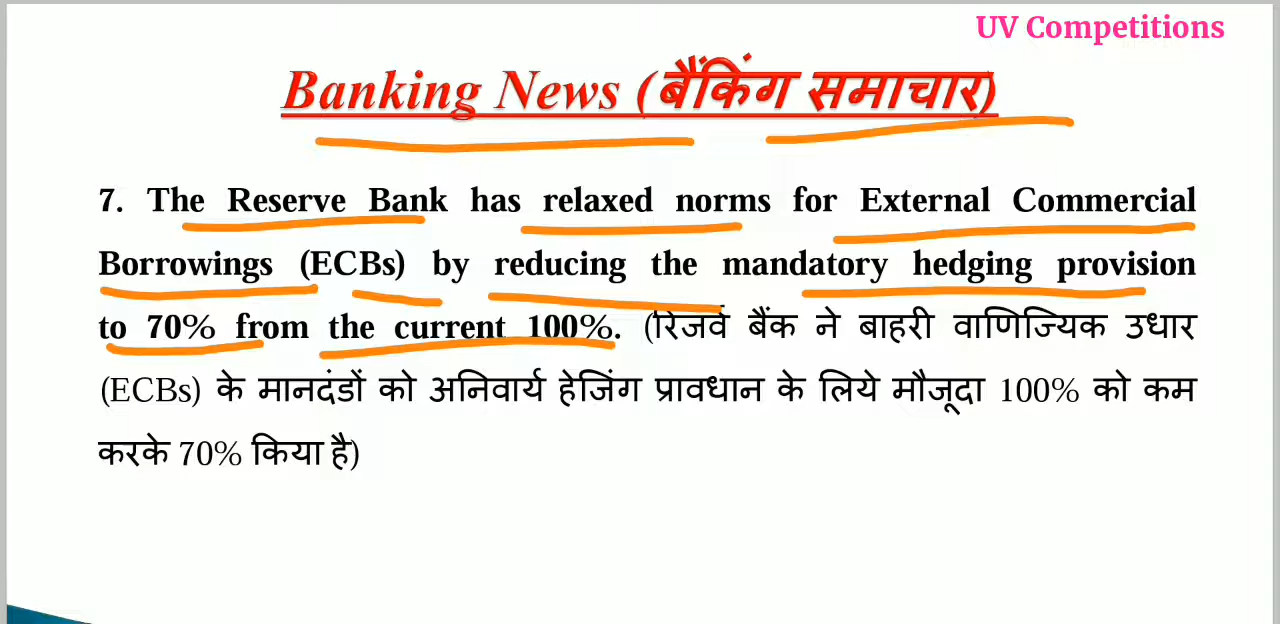 UV Competitions
Banking News (बैंकिंग समाचार)
7. The Reserve Bank has relaxed norms for External Commercial
Borrowings (ECBs) by reducing the mandatory hedging provision
to 70% from the current 100%. (रिजर्व बैंक ने बाहरी वाणिज्यिक उधार
(ECBs) के मानदंडों को अनिवार्य हेजिंग प्रावधान के लिये मौजूदा 100% को कम
करके 70% किया है)